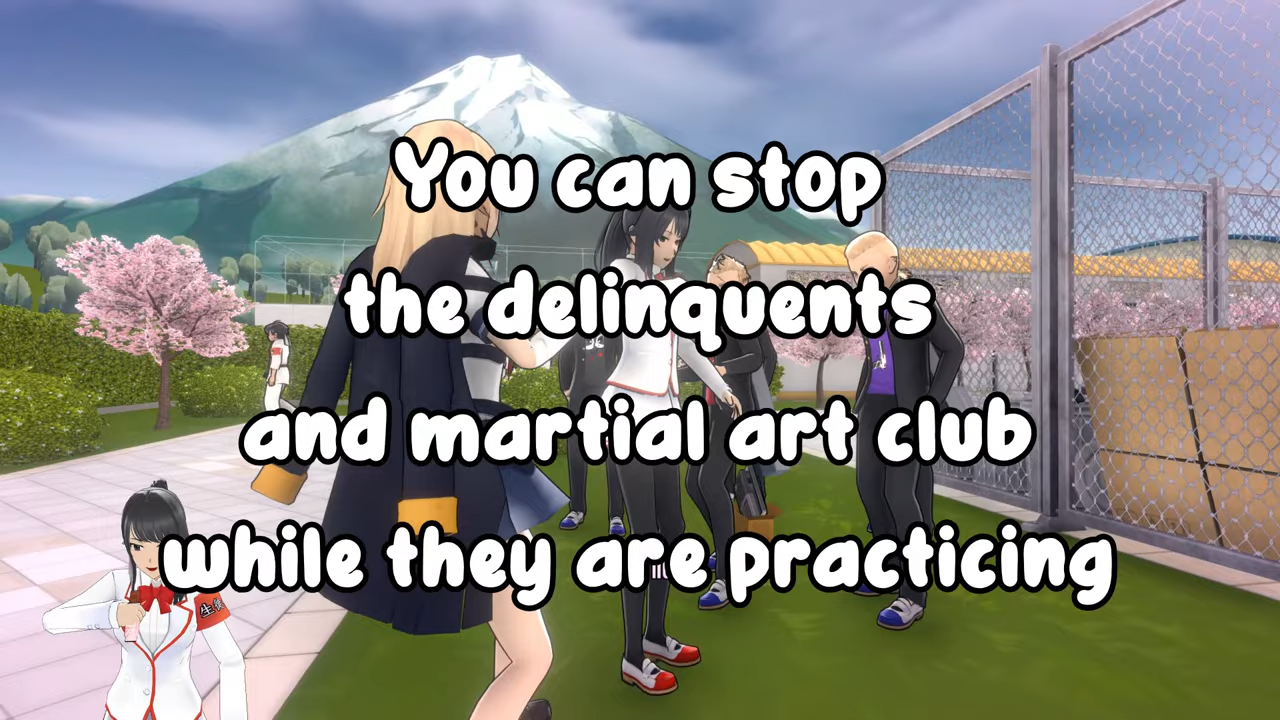 You can stop
the delinquents
and martial art club
while they are practicing